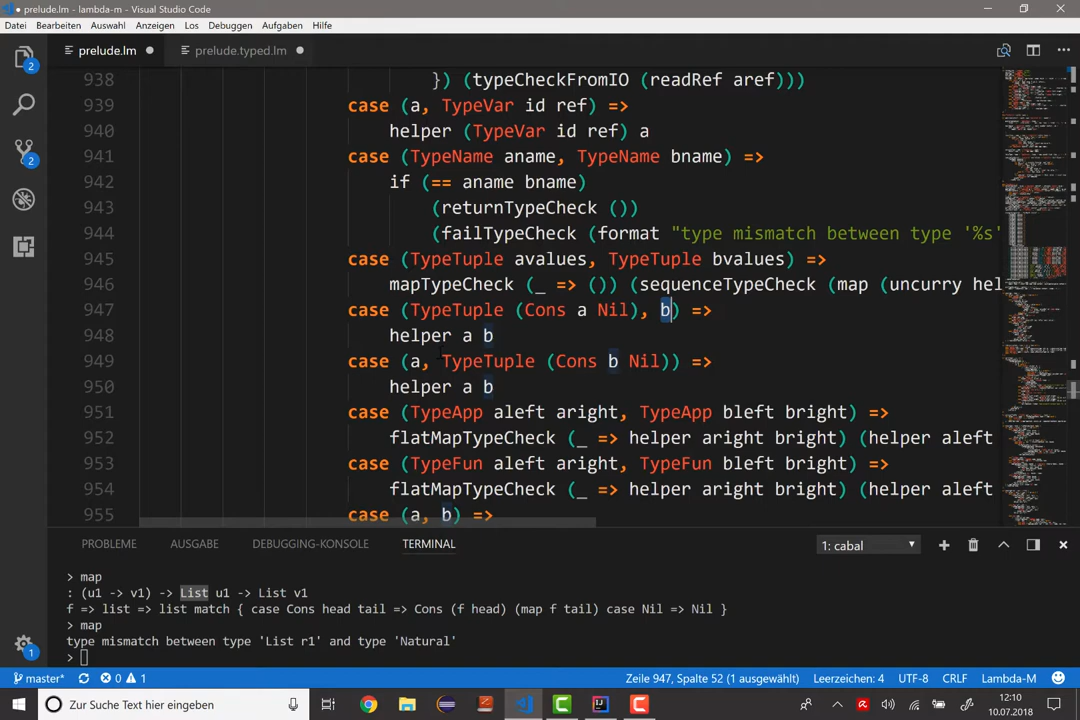 ● prelude.lm - lambda-m - Visual Studio Code
Datei Bearbeiten Auswahl Anzeigen Los Debuggen Aufgaben Hilfe
prelude.lm ● prelude.typed.lm ●
938 }) (typeCheckFromIO (readRef aref)))
939 case (a, TypeVar id ref) =>
940 helper (TypeVar id ref) a
941 case (TypeName aname, TypeName bname) =>
942 if (== aname bname)
943 (returnTypeCheck ())
944 (failTypeCheck (format "type mismatch between type '%s'
945 case (TypeTuple avalues, TypeTuple bvalues) =>
946 mapTypeCheck (_ => ()) (sequenceTypeCheck (map (uncurry hel
947 case (TypeTuple (Cons a Nil), b) =>
948 helper a b
949 case (a, TypeTuple (Cons b Nil)) =>
950 helper a b
951 case (TypeApp aleft aright, TypeApp bleft bright) =>
952 flatMapTypeCheck (_ => helper aright bright) (helper aleft
953 case (TypeFun aleft aright, TypeFun bleft bright) =>
954 flatMapTypeCheck (_ => helper aright bright) (helper aleft
955 case (a, b) =>
2
2
1
PROBLEME AUSGABE DEBUGGING-KONSOLE TERMINAL 1: cabal
> map
: (u1 -> v1) -> List u1 -> List v1
f => list => list match { case Cons head tail => Cons (f head) (map f tail) case Nil => Nil }
> map
type mismatch between type 'List r1' and type 'Natural'
>
master* 0 1 Zeile 947, Spalte 52 (1 ausgewählt) Leerzeichen: 4 UTF-8 CRLF Lambda-M
Zur Suche Text hier eingeben
12:10
10.07.2018